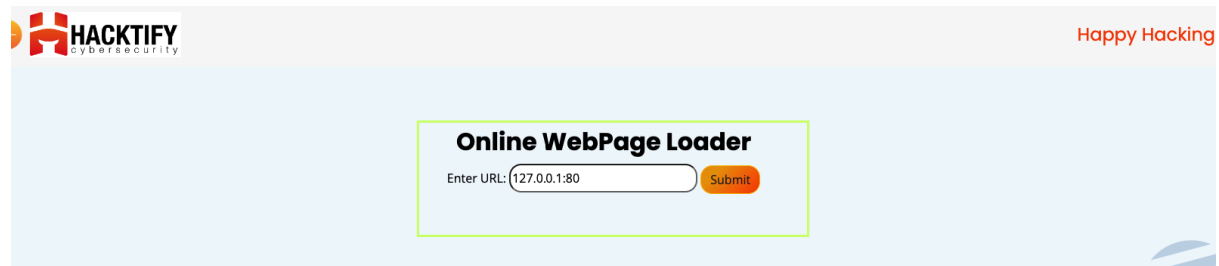 HACKTIFY
cybersecurity
Happy Hacking
Online WebPage Loader
Enter URL: 127.0.0.1:80 Submit